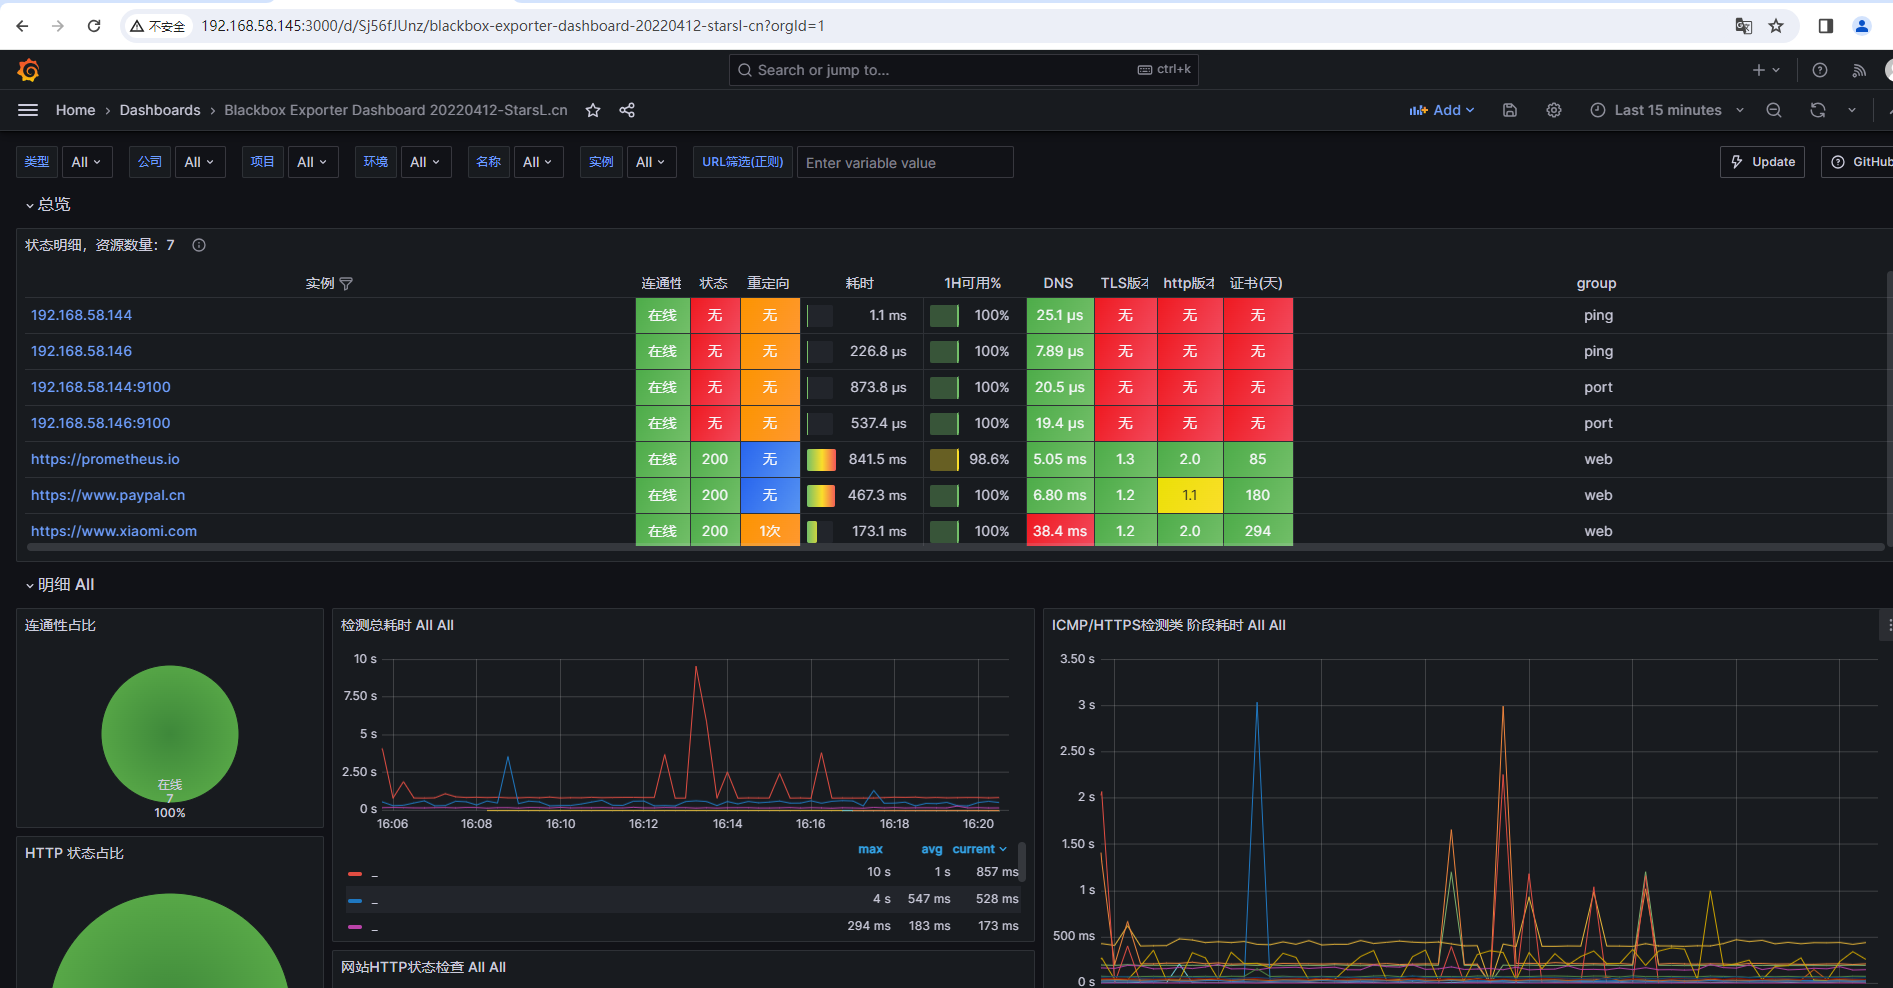 不安全 192.168.58.145:3000/d/Sj56fJUnz/blackbox-exporter-dashboard-20220412-starsl-cn?orgId=1
Search or jump to... ctrl+k
Home › Dashboards › Blackbox Exporter Dashboard 20220412-StarsL.cn Add Last 15 minutes
类型 All 公司 All 项目 All 环境 All 名称 All 实例 All URL筛选(正则) Enter variable value Update GitHub
总览
状态明细，资源数量：7
实例 连通性 状态 重定向 耗时 1H可用% DNS TLS版本 http版本 证书(天) group
192.168.58.144 在线 无 无 1.1 ms 100% 25.1 µs 无 无 无 ping
192.168.58.146 在线 无 无 226.8 µs 100% 7.89 µs 无 无 无 ping
192.168.58.144:9100 在线 无 无 873.8 µs 100% 20.5 µs 无 无 无 port
192.168.58.146:9100 在线 无 无 537.4 µs 100% 19.4 µs 无 无 无 port
https://prometheus.io 在线 200 无 841.5 ms 98.6% 5.05 ms 1.3 2.0 85 web
https://www.paypal.cn 在线 200 无 467.3 ms 100% 6.80 ms 1.2 1.1 180 web
https://www.xiaomi.com 在线 200 1次 173.1 ms 100% 38.4 ms 1.2 2.0 294 web
明细 All
连通性占比
在线
7
100%
HTTP 状态占比
检测总耗时 All All
10 s
7.50 s
5 s
2.50 s
0 s
16:06 16:08 16:10 16:12 16:14 16:16 16:18 16:20
max avg current
_ 10 s 1 s 857 ms
_ 4 s 547 ms 528 ms
_ 294 ms 183 ms 173 ms
网站HTTP状态检查 All All
ICMP/HTTPS检测类 阶段耗时 All All
3.50 s
3 s
2.50 s
2 s
1.50 s
1 s
500 ms
0 s